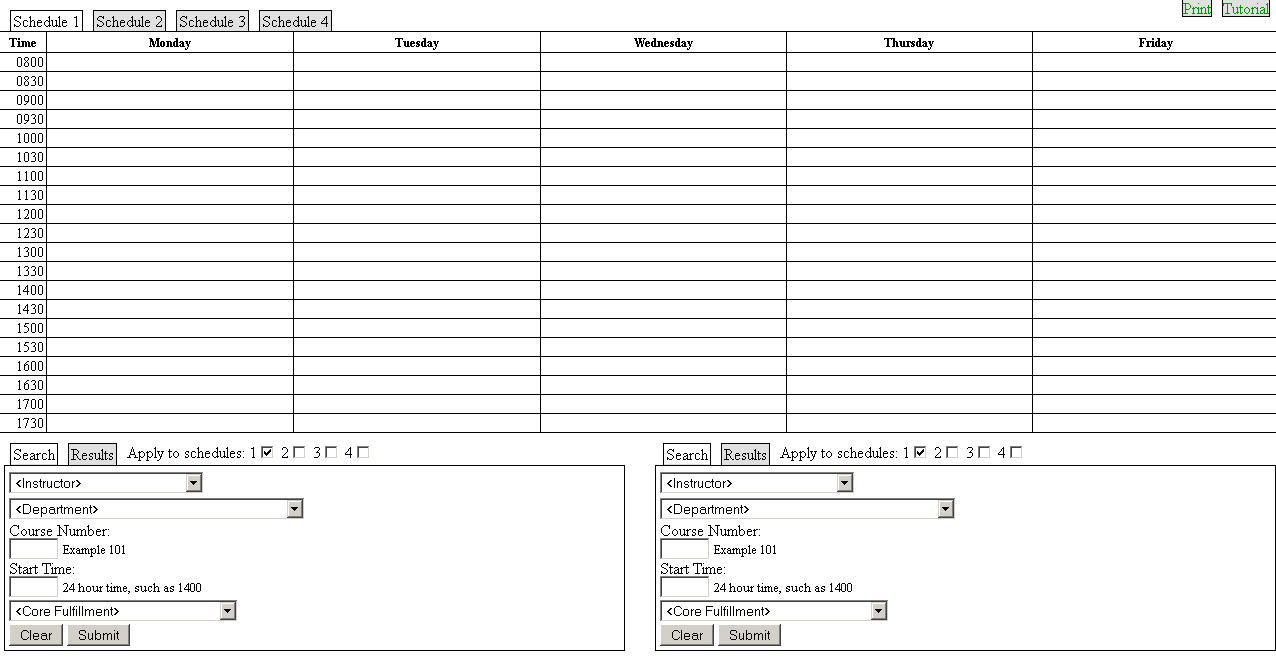 Schedule 1 Schedule 2 Schedule 3 Schedule 4 Print Tutorial
Time Monday Tuesday Wednesday Thursday Friday
0800
0830
0900
0930
1000
1030
1100
1130
1200
1230
1300
1330
1400
1430
1500
1530
1600
1630
1700
1730
Search Results Apply to schedules: 1 2 3 4
<Instructor>
<Department>
Course Number:
Example 101
Start Time:
24 hour time, such as 1400
<Core Fulfillment>
Clear Submit
Search Results Apply to schedules: 1 2 3 4
<Instructor>
<Department>
Course Number:
Example 101
Start Time:
24 hour time, such as 1400
<Core Fulfillment>
Clear Submit